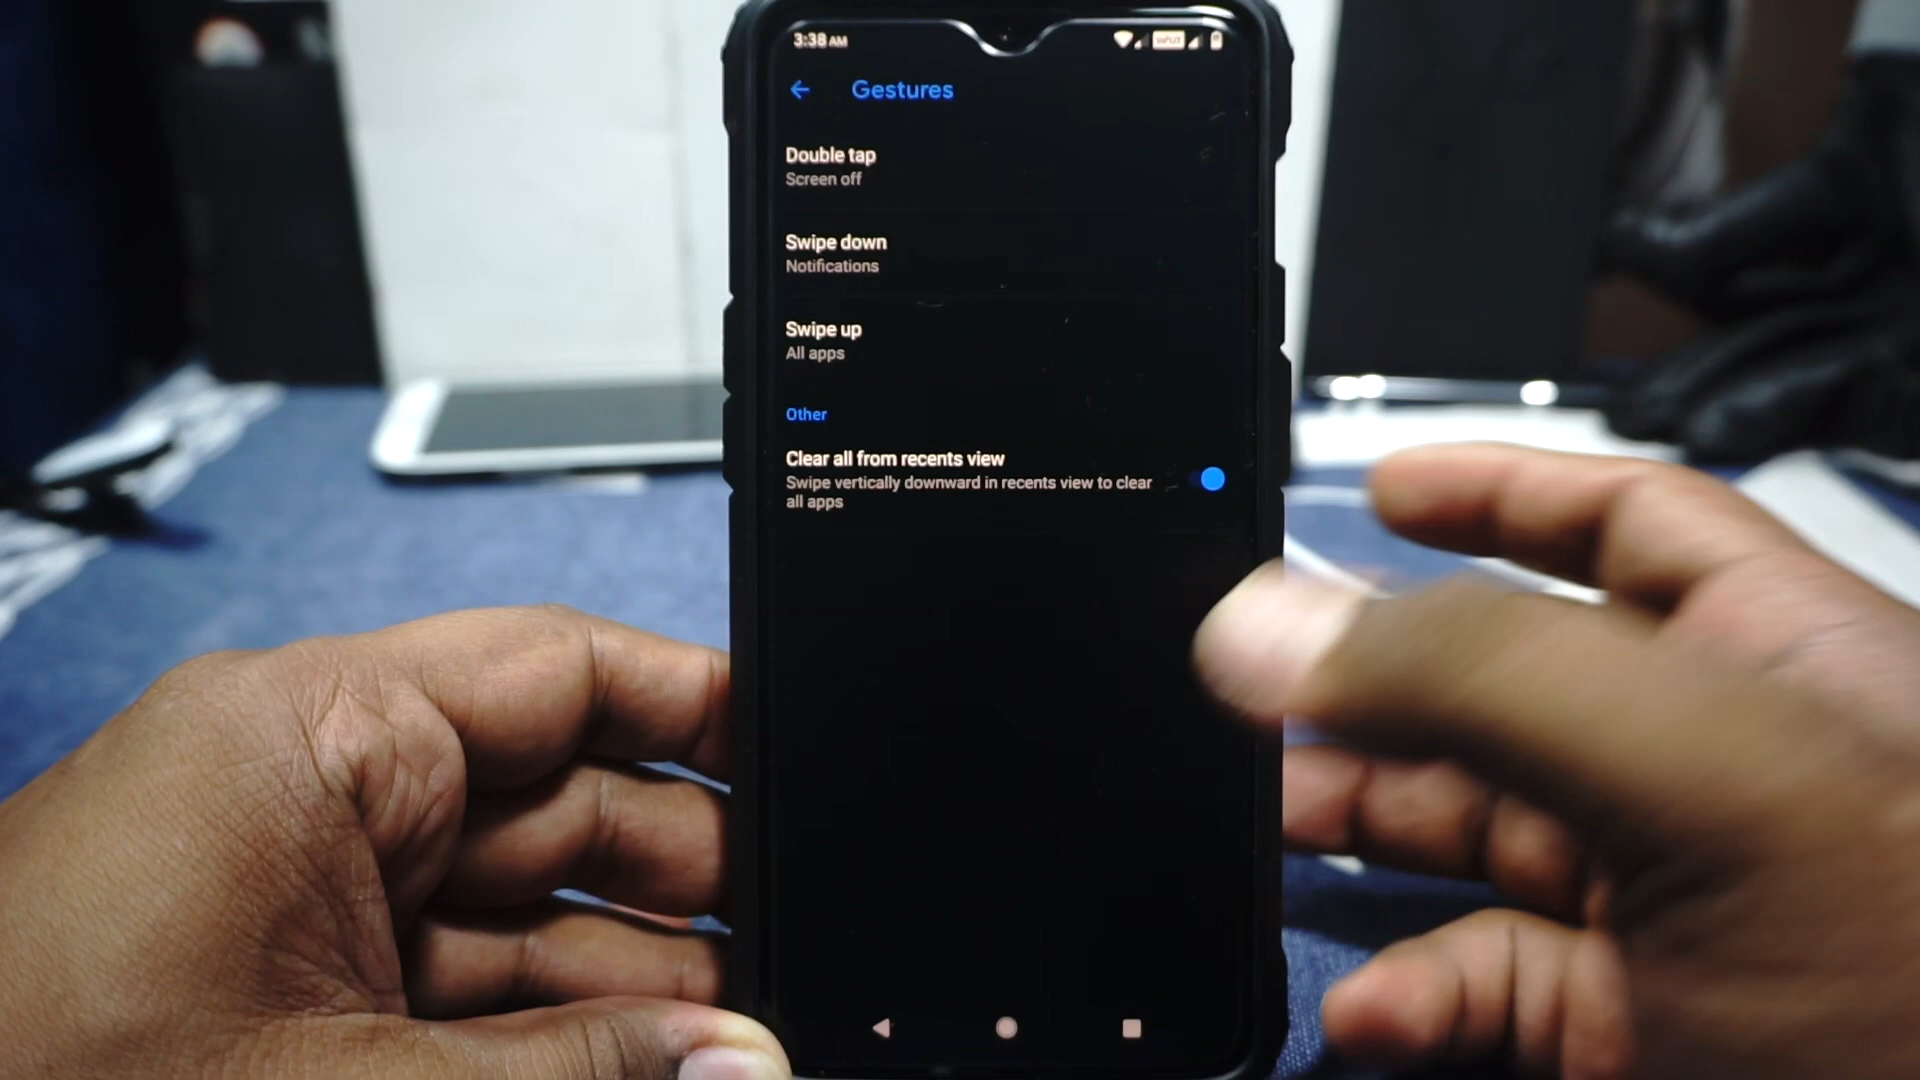 3:38 AM
Gestures
Double tap
Screen off
Swipe down
Notifications
Swipe up
All apps
Other
Clear all from recents view
Swipe vertically downward in recents view to clear
all apps